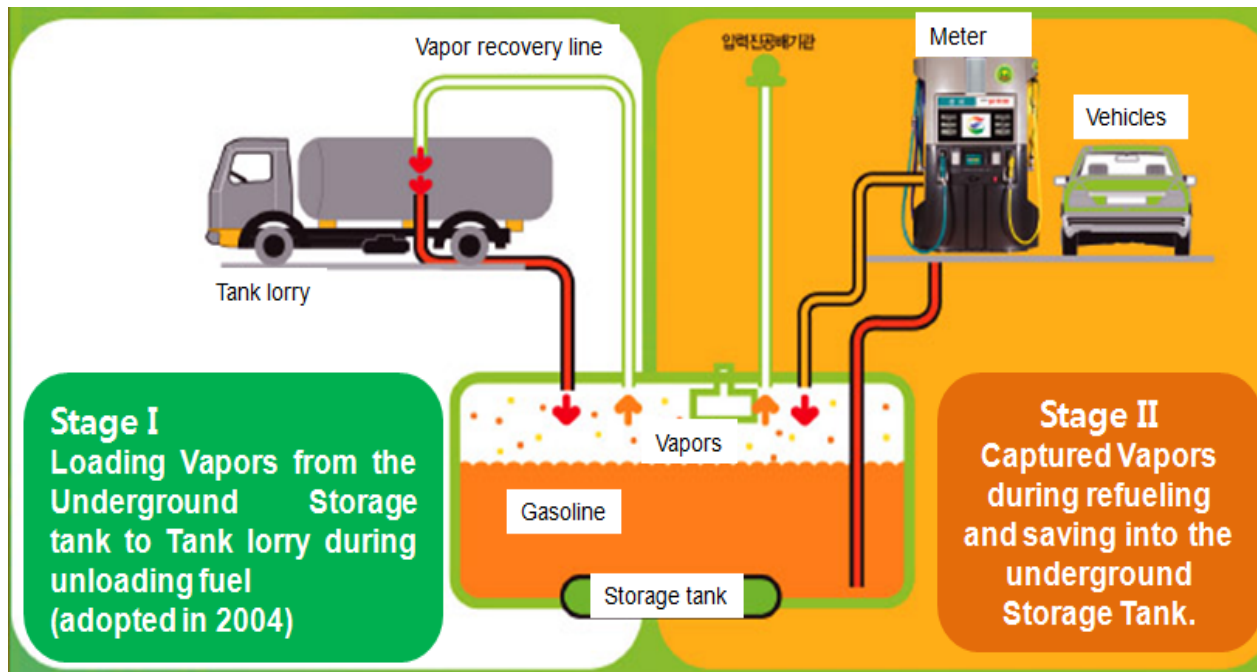 Vapor recovery line
입력진공배기관
Meter
Vehicles
Tank lorry
Stage I
Loading Vapors from the
Underground Storage
tank to Tank lorry during
unloading fuel
(adopted in 2004)
Vapors
Gasoline
Storage tank
Stage II
Captured Vapors
during refueling
and saving into the
underground
Storage Tank.